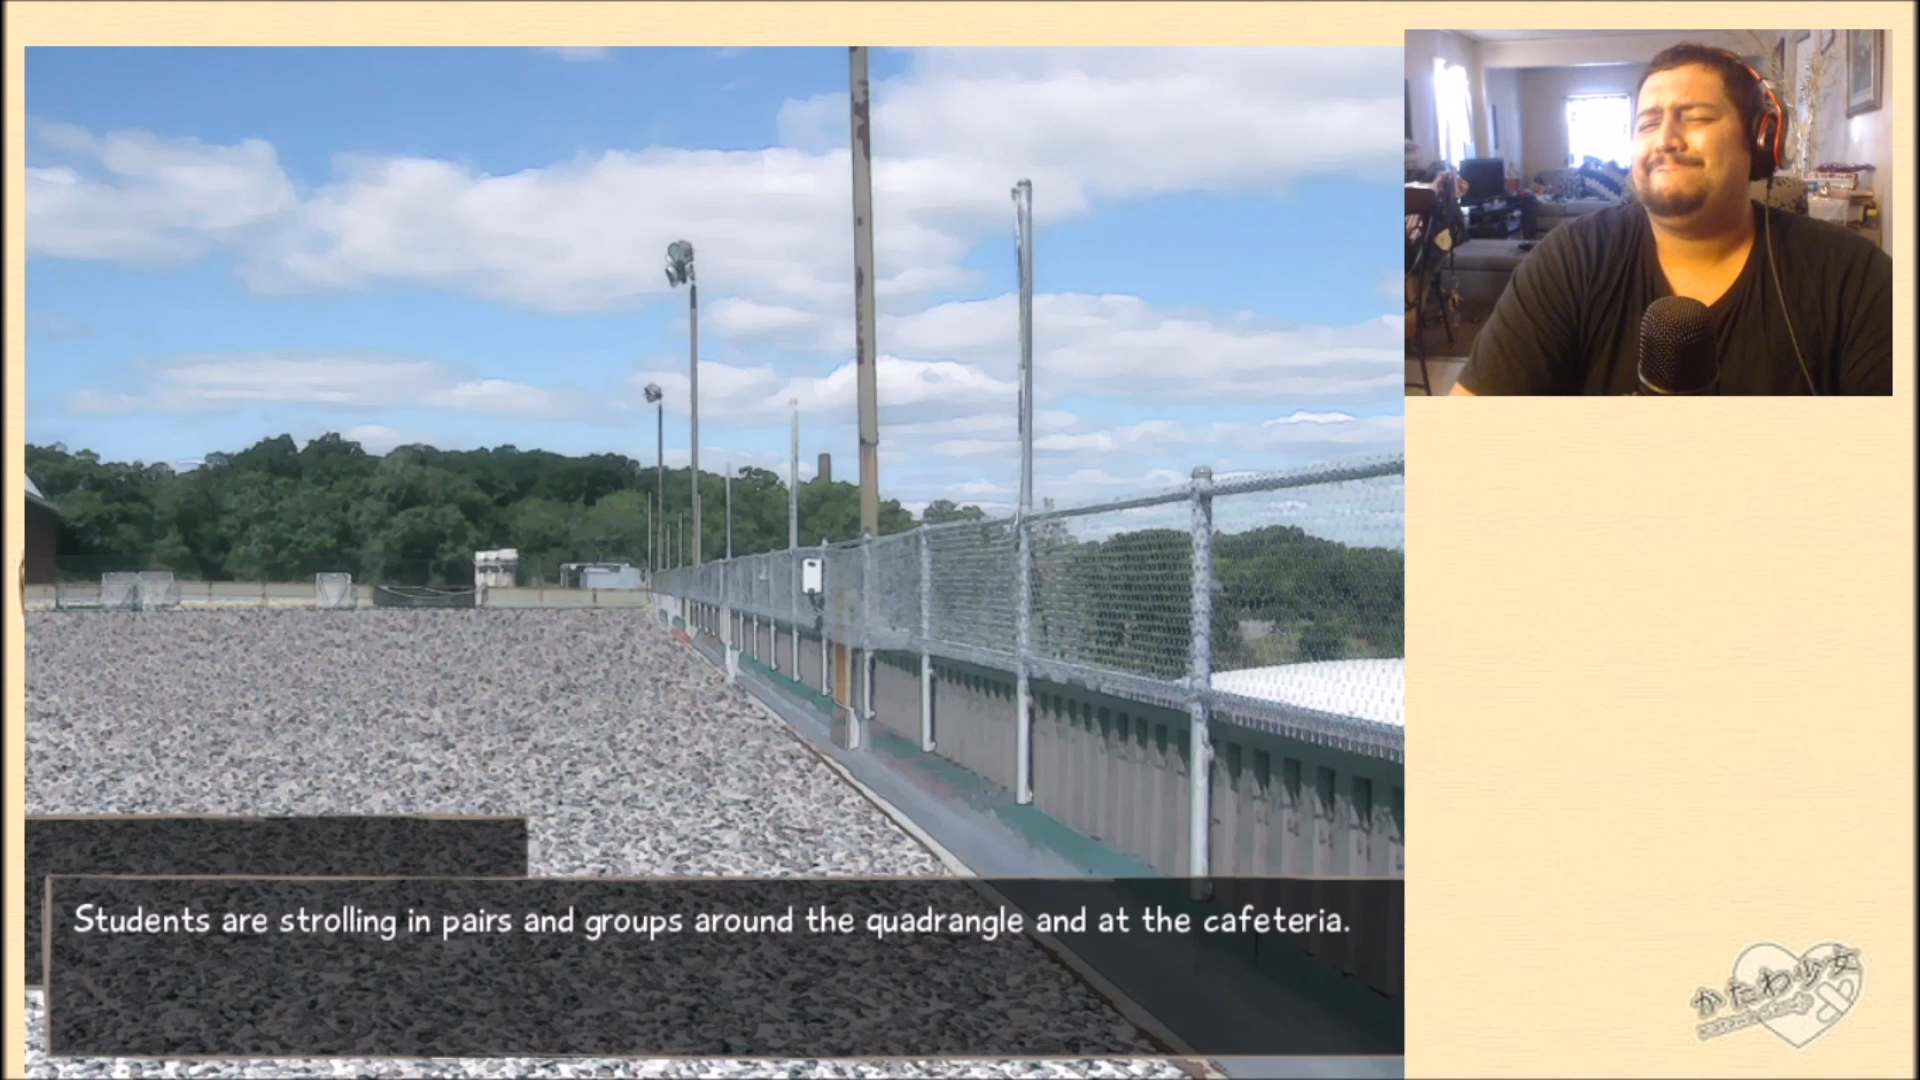 Students are strolling in pairs and groups around the quadrangle and at the cafeteria.
かたわ少女